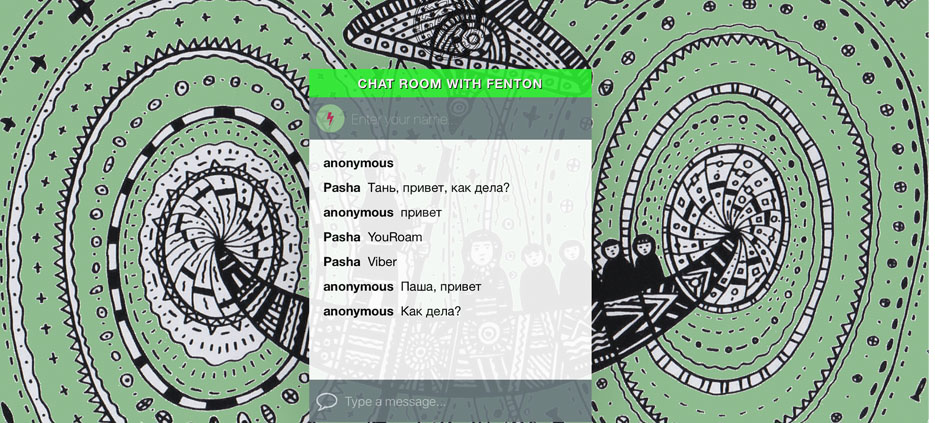 CHAT ROOM WITH FENTON
Enter your name
anonymous
Pasha Тань, привет, как дела?
anonymous привет
Pasha YouRoam
Pasha Viber
anonymous Паша, привет
anonymous Как дела?
Type a message...